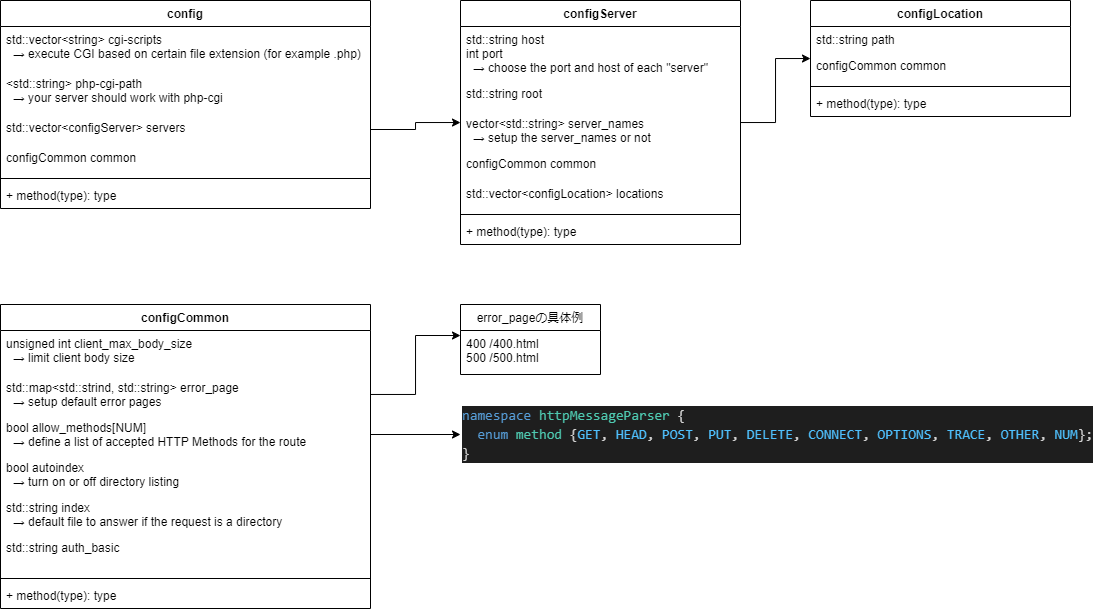 config
std::vector<string> cgi-scripts
→ execute CGI based on certain file extension (for example .php)
<std::string> php-cgi-path
→ your server should work with php-cgi
std::vector<configServer> servers
configCommon common
+ method(type): type
configServer
std::string host
int port
→ choose the port and host of each "server"
std::string root
vector<std::string> server_names
→ setup the server_names or not
configCommon common
std::vector<configLocation> locations
+ method(type): type
configLocation
std::string path
configCommon common
+ method(type): type
configCommon
unsigned int client_max_body_size
→ limit client body size
std::map<std::strind, std::string> error_page
→ setup default error pages
bool allow_methods[NUM]
→ define a list of accepted HTTP Methods for the route
bool autoindex
→ turn on or off directory listing
std::string index
→ default file to answer if the request is a directory
std::string auth_basic
+ method(type): type
error_pageの具体例
400 /400.html
500 /500.html
namespace httpMessageParser {
enum method {GET, HEAD, POST, PUT, DELETE, CONNECT, OPTIONS, TRACE, OTHER, NUM};
}